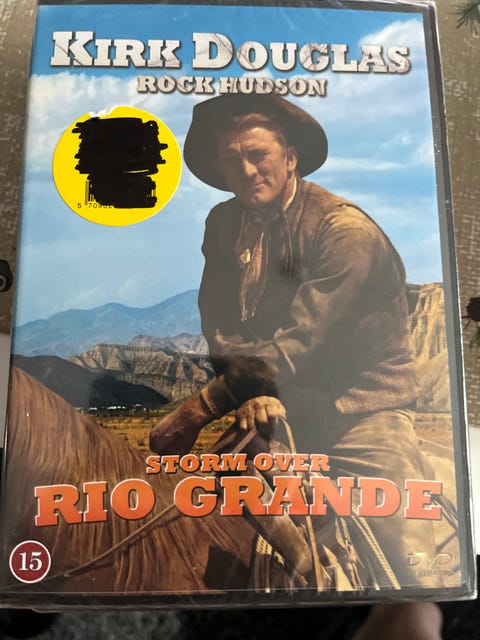 KIRK DOUGLAS
ROCK HUDSON
STORM OVER
RIO GRANDE
15
DVD